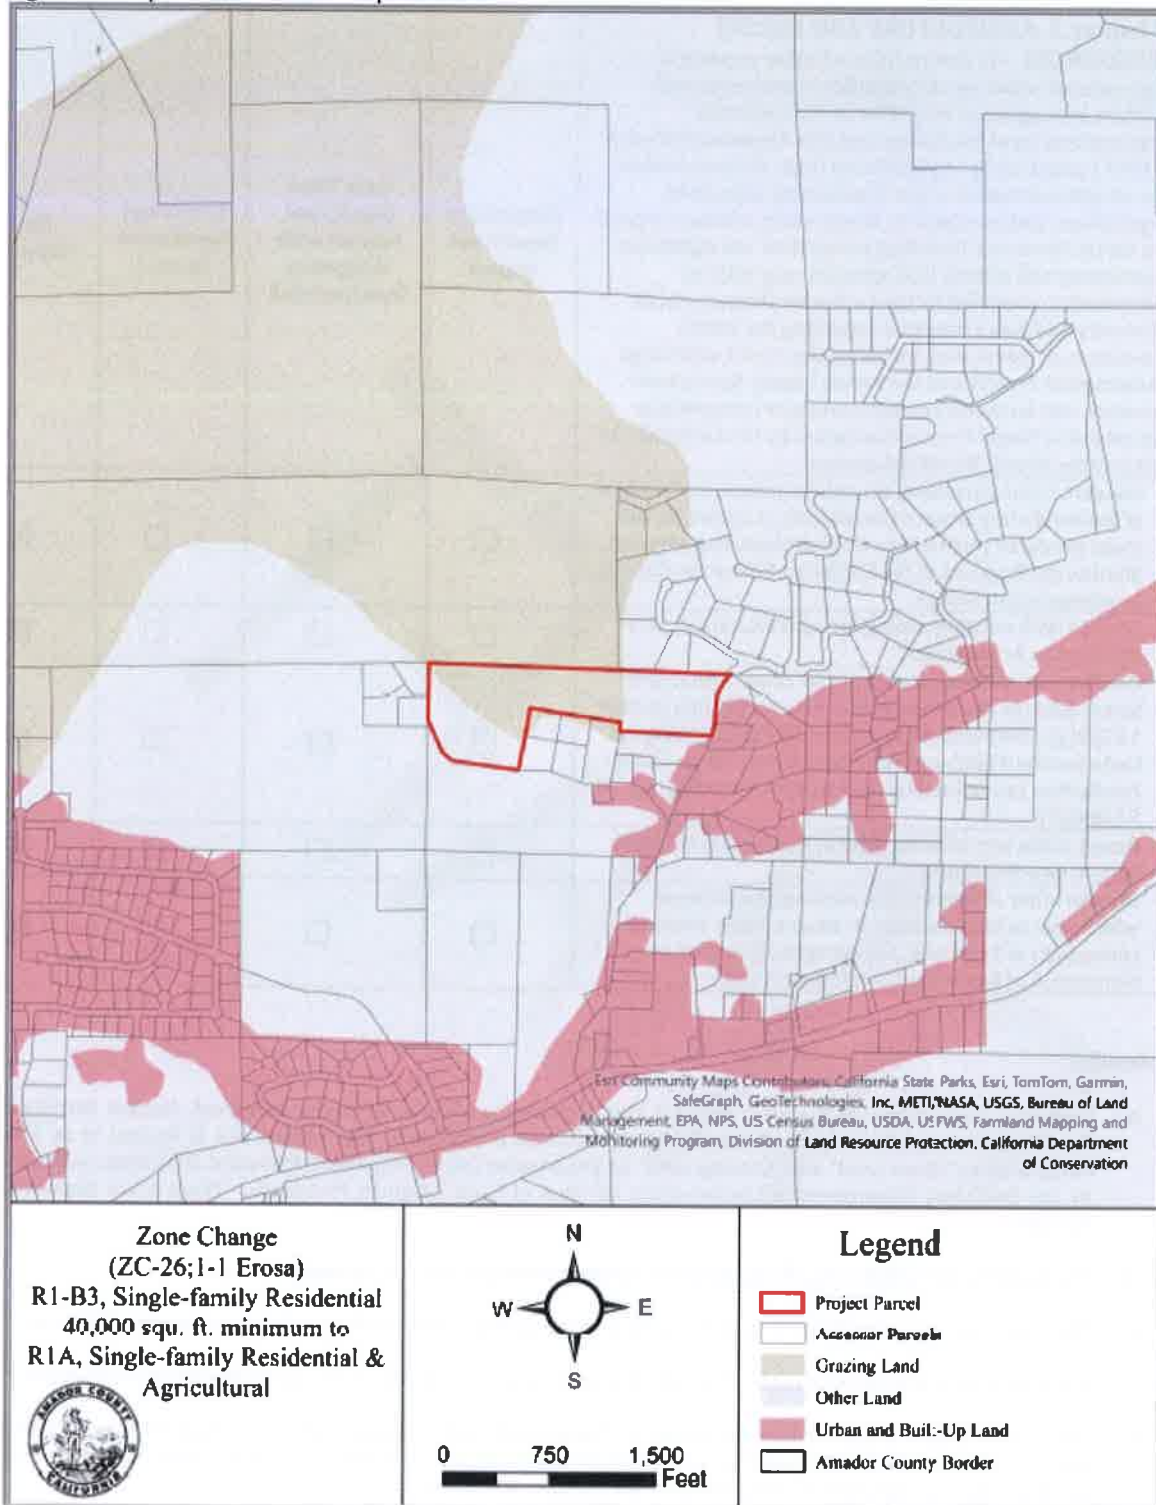 Esri Community Maps Contributors, California State Parks, Esri, TomTom, Garmin,
SafeGraph, GeoTechnologies, Inc, METI/NASA, USGS, Bureau of Land
Management, EPA, NPS, US Census Bureau, USDA, USFWS, Farmland Mapping and
Monitoring Program, Division of Land Resource Protection, California Department
of Conservation
Zone Change
(ZC-26;1-1 Erosa)
R1-B3, Single-family Residential
40,000 squ. ft. minimum to
R1A, Single-family Residential &
Agricultural
AMADOR COUNTY
CALIFORNIA
N
W
E
S
0 750 1,500
Feet
Legend
Project Parcel
Assessor Parcels
Grazing Land
Other Land
Urban and Built-Up Land
Amador County Border